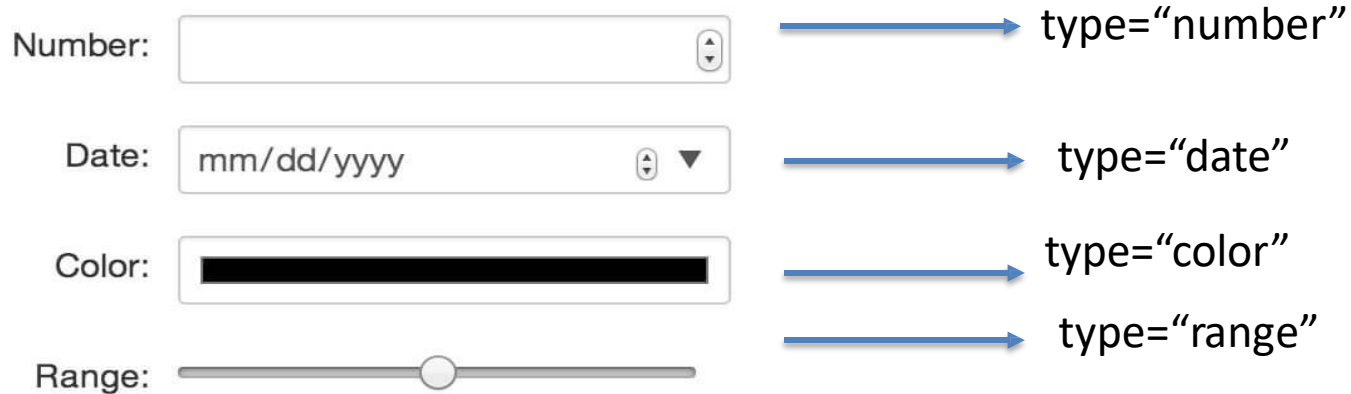 Number: type=“number”
Date: mm/dd/yyyy type=“date”
Color: type=“color”
Range: type=“range”